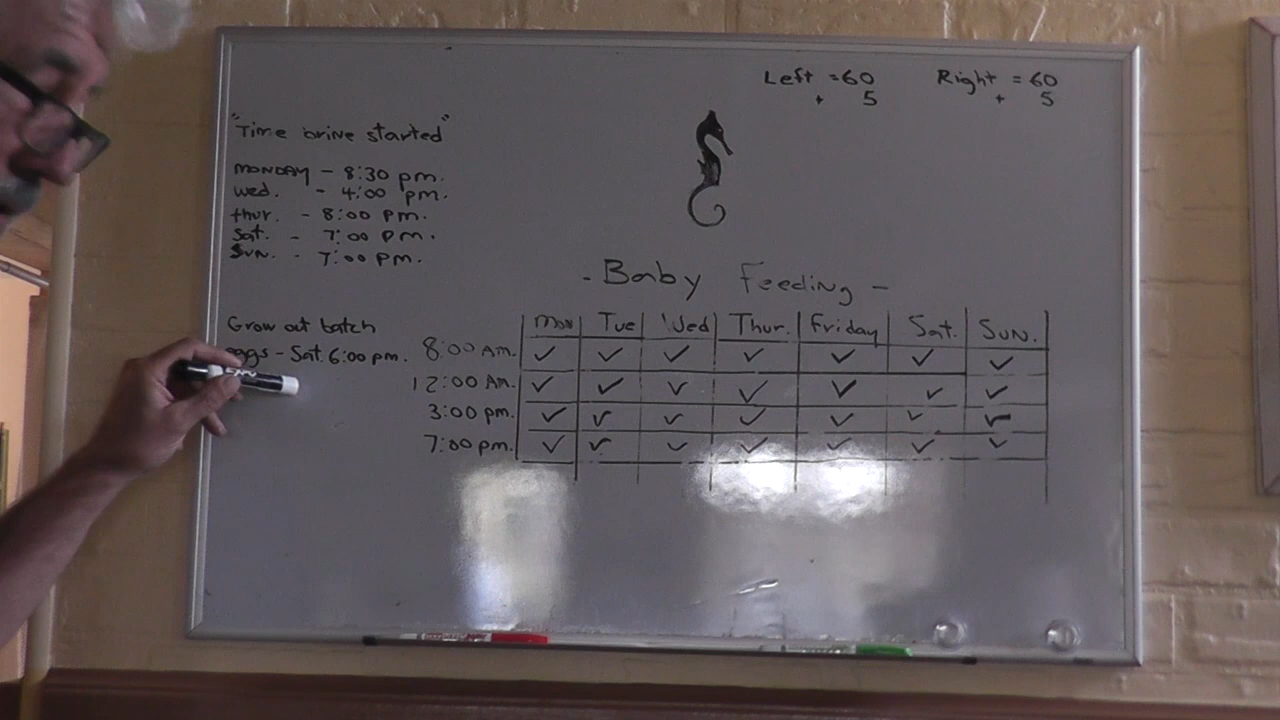 Left =60 Right =60
+ 5 + 5
"Time brine started"
MONDAY - 8:30 pm.
wed. - 4:00 pm.
thur. - 8:00 pm.
Sat. - 7:00 pm.
SUN. - 7:00 pm.
- Baby Feeding -
Grow out batch
eggs - Sat. 6:00 pm.
Mon Tue Wed Thur. Friday Sat. SUN.
8:00 Am. ✓ ✓ ✓ ✓ ✓ ✓ ✓
12:00 Am. ✓ ✓ ✓ ✓ ✓ ✓ ✓
3:00 pm. ✓ ✓ ✓ ✓ ✓ ✓ ✓
7:00 pm. ✓ ✓ ✓ ✓ ✓ ✓ ✓